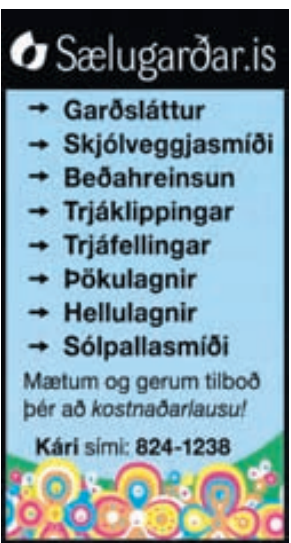 Sælugarðar.is
→ Garðsláttur
→ Skjólveggjasmíði
→ Beðahreinsun
→ Trjáklippingar
→ Trjáfellingar
→ Þökulagnir
→ Hellulagnir
→ Sólpallasmíði
Mætum og gerum tilboð
þér að kostnaðarlausu!
Kári sími: 824-1238